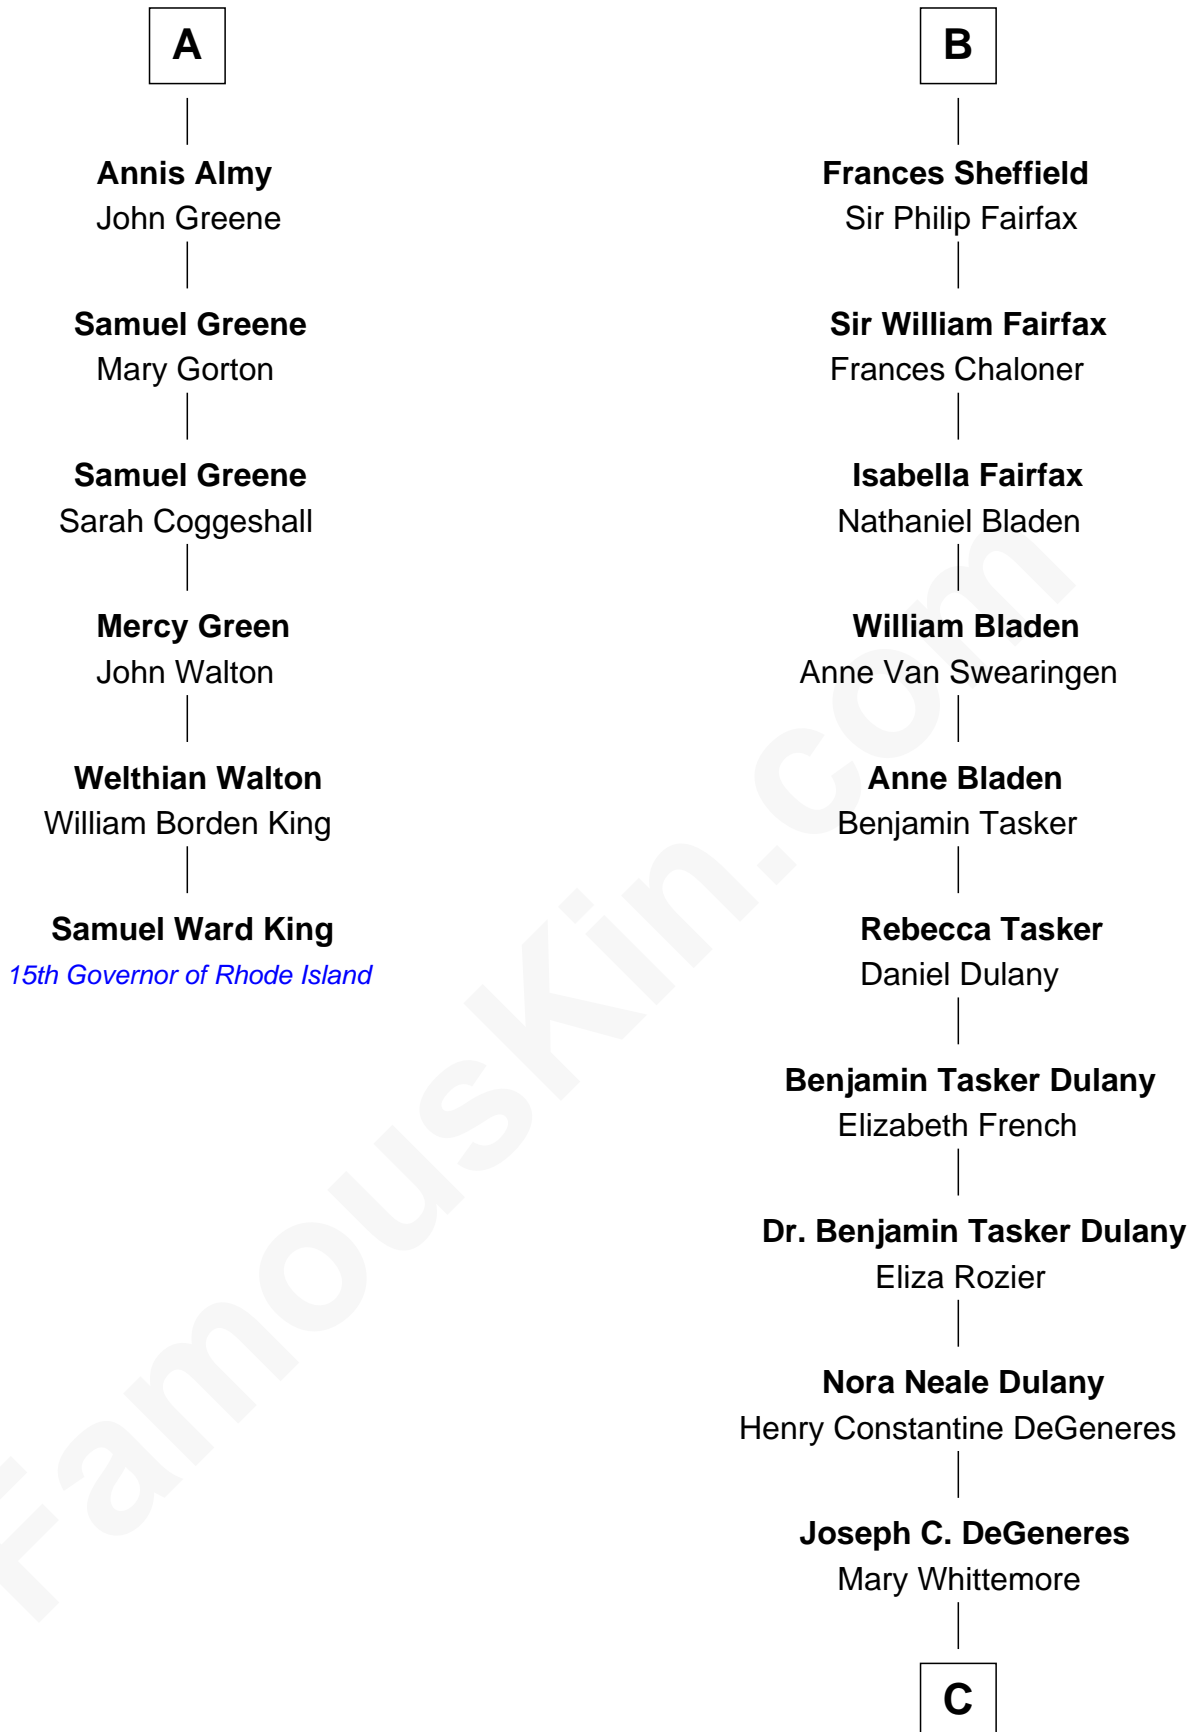 A
Annis Almy
John Greene
Samuel Greene
Mary Gorton
Samuel Greene
Sarah Coggeshall
Mercy Green
John Walton
Welthian Walton
William Borden King
Samuel Ward King
15th Governor of Rhode Island
B
Frances Sheffield
Sir Philip Fairfax
Sir William Fairfax
Frances Chaloner
Isabella Fairfax
Nathaniel Bladen
William Bladen
Anne Van Swearingen
Anne Bladen
Benjamin Tasker
Rebecca Tasker
Daniel Dulany
Benjamin Tasker Dulany
Elizabeth French
Dr. Benjamin Tasker Dulany
Eliza Rozier
Nora Neale Dulany
Henry Constantine DeGeneres
Joseph C. DeGeneres
Mary Whittemore
C
FamousKin.com